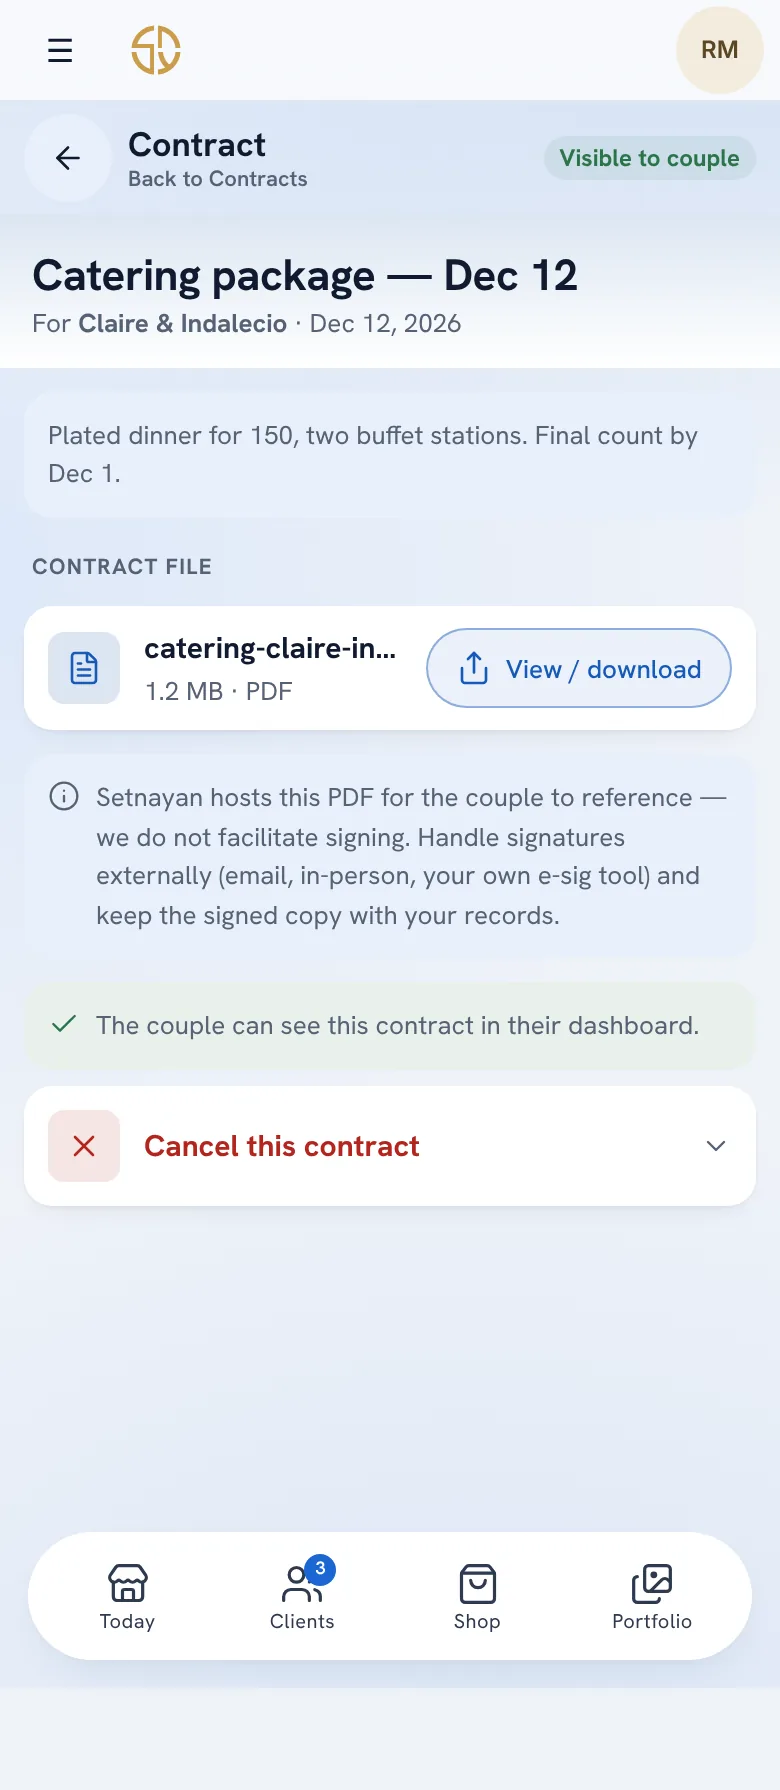 RM
Contract
Back to Contracts
Visible to couple
Catering package — Dec 12
For Claire & Indalecio · Dec 12, 2026
Plated dinner for 150, two buffet stations. Final count by
Dec 1.
CONTRACT FILE
catering-claire-in...
1.2 MB · PDF
View / download
Setnayan hosts this PDF for the couple to reference —
we do not facilitate signing. Handle signatures
externally (email, in-person, your own e-sig tool) and
keep the signed copy with your records.
The couple can see this contract in their dashboard.
Cancel this contract
3
Today
Clients
Shop
Portfolio